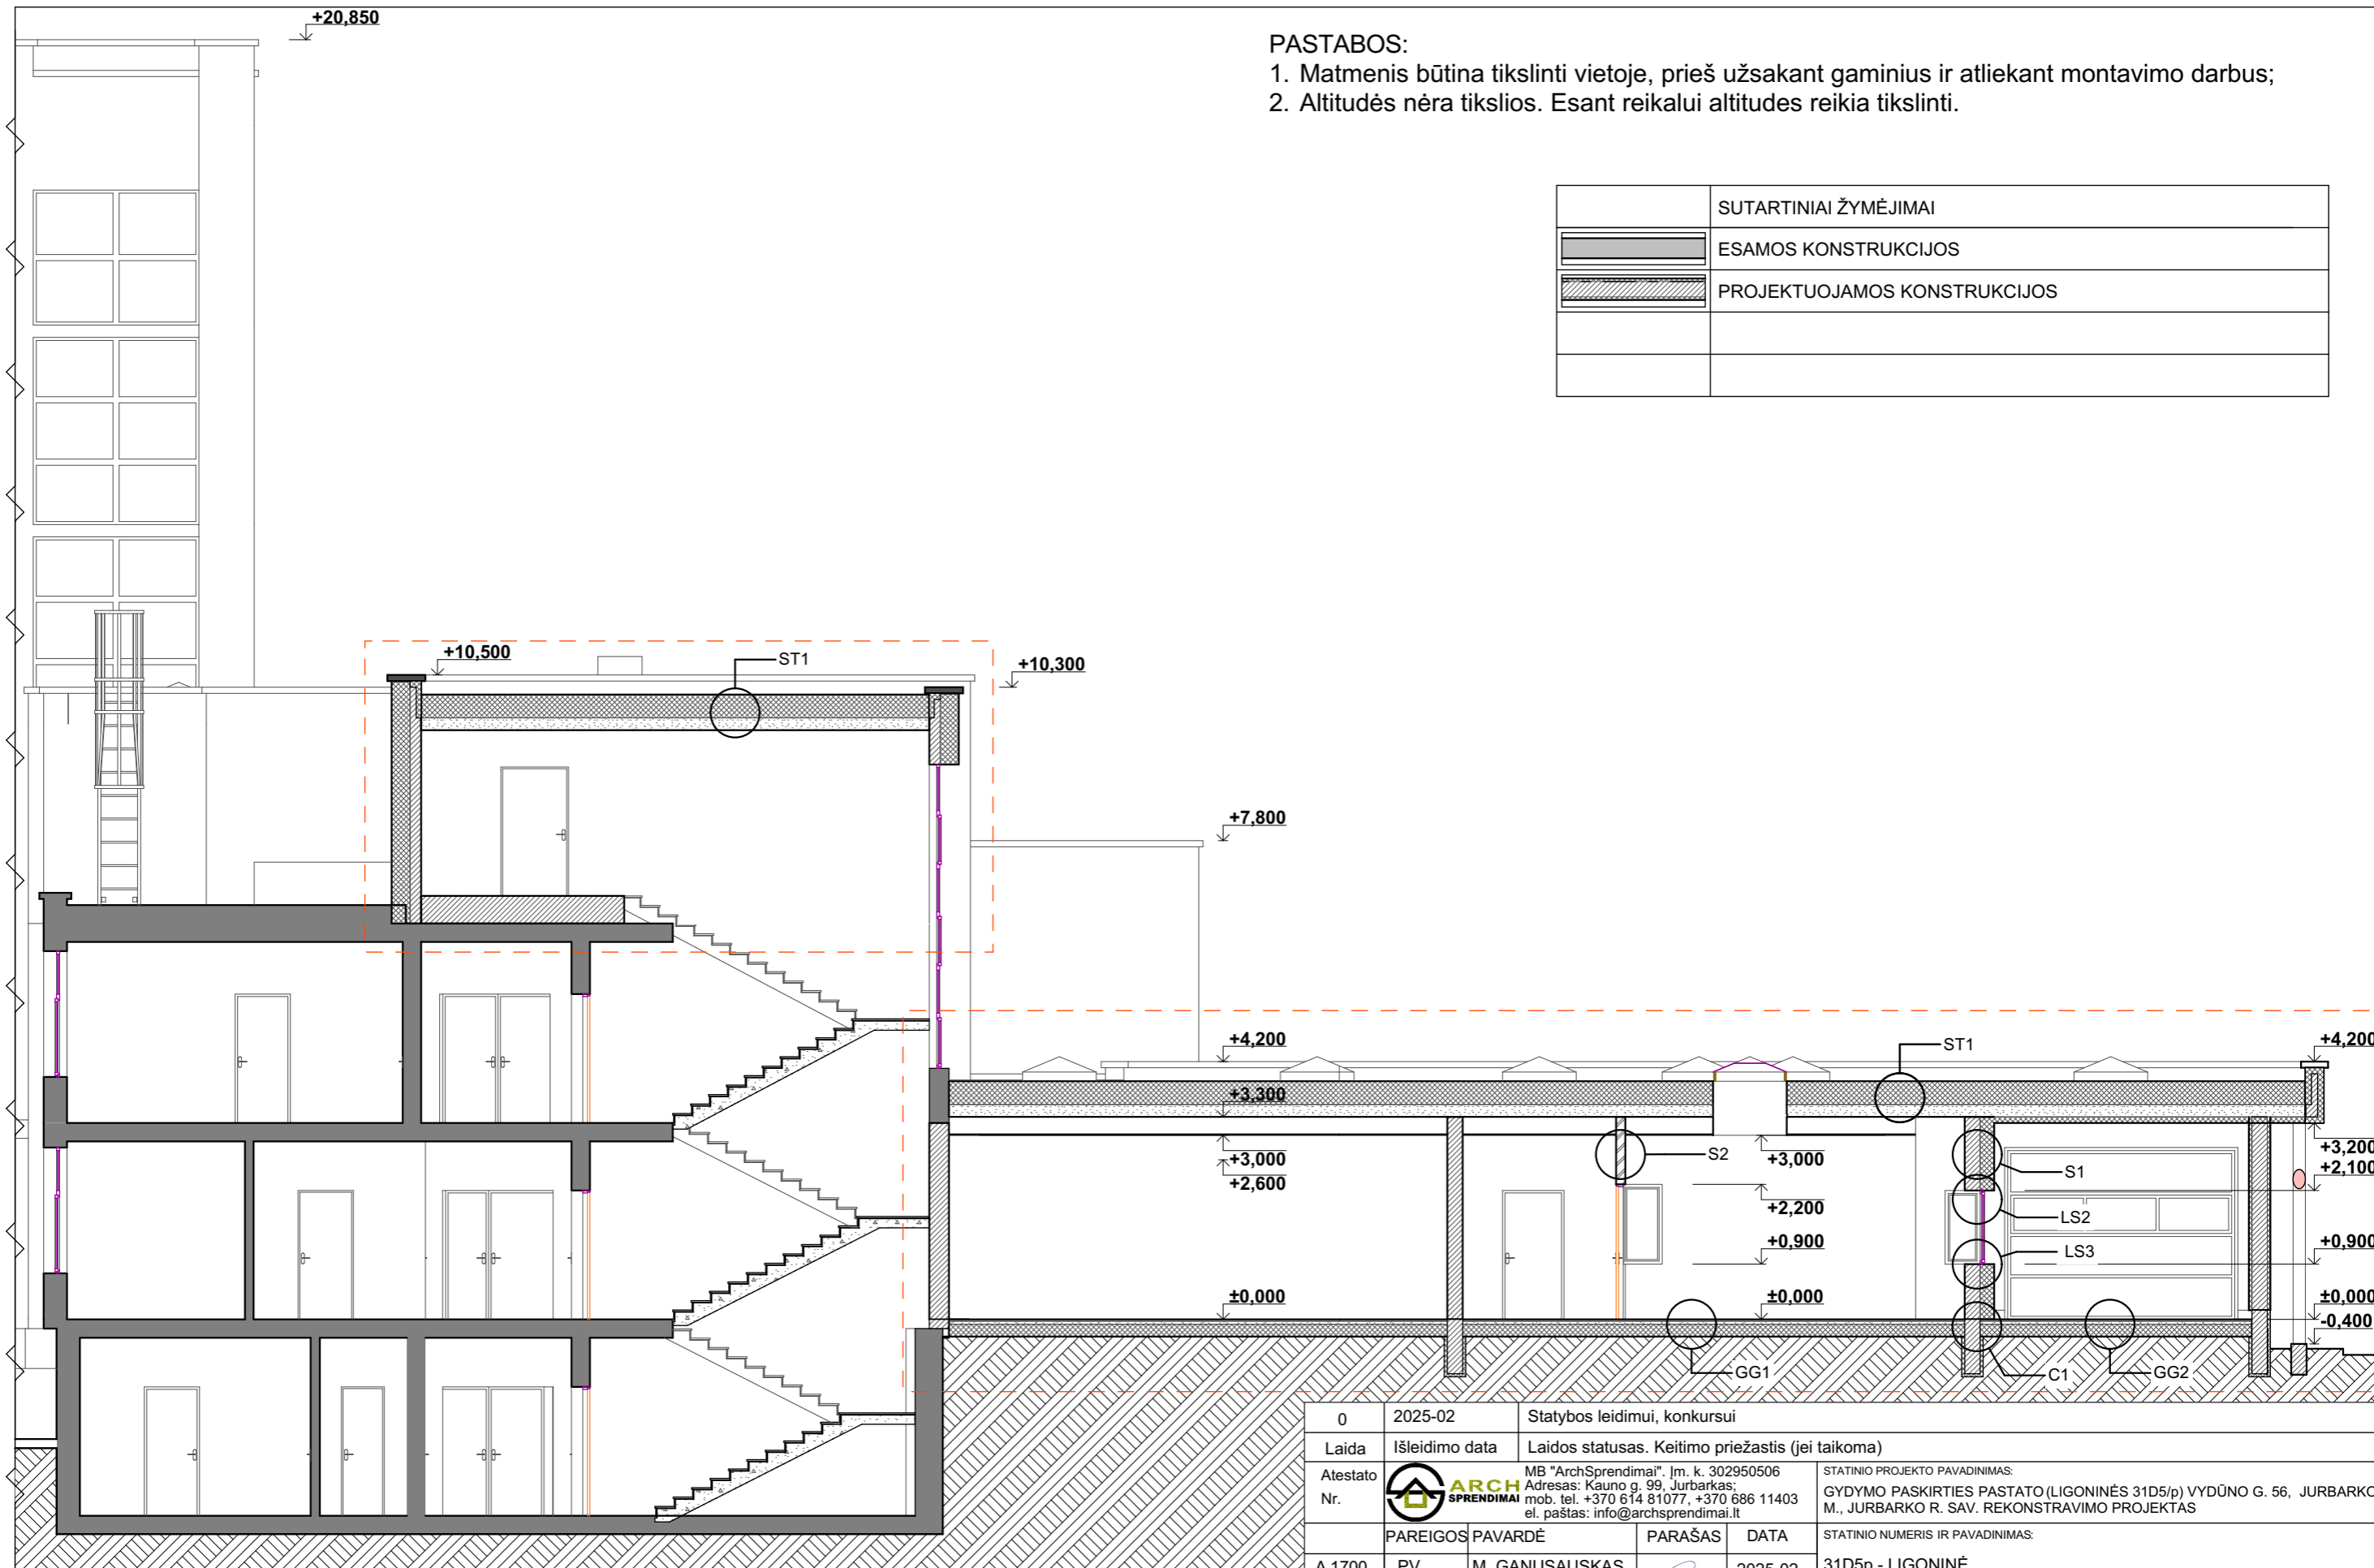 +20,850
PASTABOS:
1. Matmenis būtina tikslinti vietoje, prieš užsakant gaminius ir atliekant montavimo darbus;
2. Altitudės nėra tikslios. Esant reikalui altitudes reikia tikslinti.
SUTARTINIAI ŽYMĖJIMAI
ESAMOS KONSTRUKCIJOS
PROJEKTUOJAMOS KONSTRUKCIJOS
+10,500
ST1
+10,300
+7,800
+4,200
ST1
+4,200
+3,300
+3,000
+2,600
S2
+3,000
S1
+3,200
+2,100
+2,200
LS2
+0,900
LS3
+0,900
±0,000
±0,000
±0,000
-0,400
GG1
C1
GG2
0 2025-02 Statybos leidimui, konkursui
Laida Išleidimo data Laidos statusas. Keitimo priežastis (jei taikoma)
Atestato
Nr.
ARCH
SPRENDIMAI
MB "ArchSprendimai". Įm. k. 302950506
Adresas: Kauno g. 99, Jurbarkas;
mob. tel. +370 614 81077, +370 686 11403
el. paštas: info@archsprendimai.lt
STATINIO PROJEKTO PAVADINIMAS:
GYDYMO PASKIRTIES PASTATO (LIGONINĖS 31D5/p) VYDŪNO G. 56, JURBARKO
M., JURBARKO R. SAV. REKONSTRAVIMO PROJEKTAS
PAREIGOS PAVARDĖ PARAŠAS DATA
STATINIO NUMERIS IR PAVADINIMAS:
A 1700 PV M. GANUSAUSKAS 2025-02
31D5p - LIGONINĖ